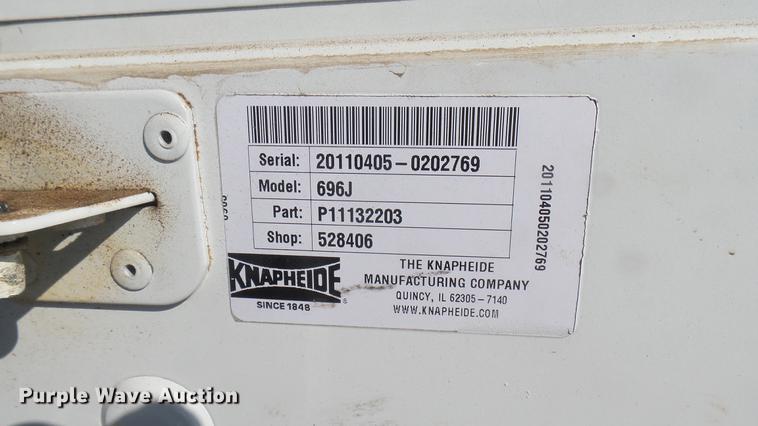 Serial: 20110405-0202769
Model: 696J
Part: P11132203
Shop: 528406
201104050202769
KNAPHEIDE
SINCE 1848
THE KNAPHEIDE
MANUFACTURING COMPANY
QUINCY, IL 62305-7140
WWW.KNAPHEIDE.COM
Purple Wave Auction